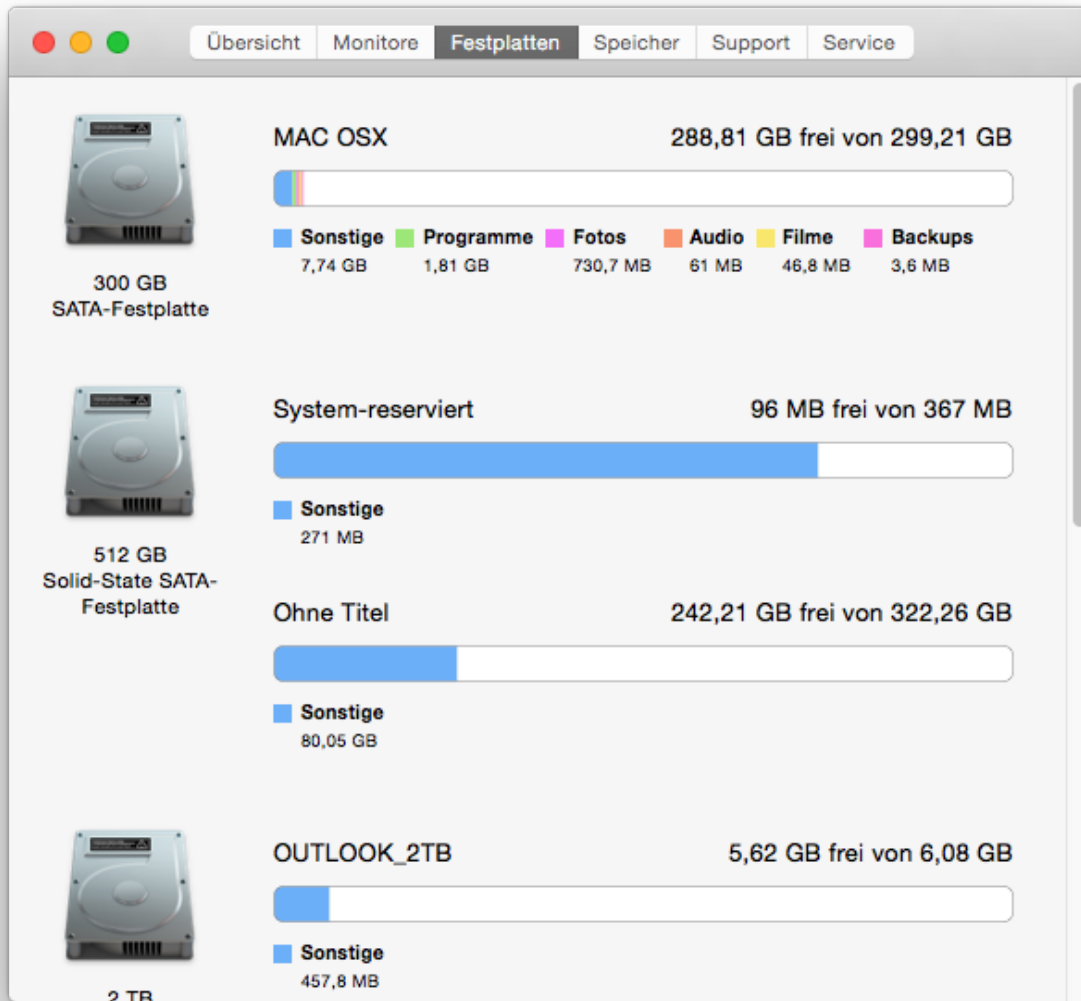 Übersicht Monitore Festplatten Speicher Support Service
MAC OSX 288,81 GB frei von 299,21 GB
Sonstige Programme Fotos Audio Filme Backups
7,74 GB 1,81 GB 730,7 MB 61 MB 46,8 MB 3,6 MB
300 GB
SATA-Festplatte
System-reserviert 96 MB frei von 367 MB
Sonstige
271 MB
512 GB
Solid-State SATA-
Festplatte
Ohne Titel 242,21 GB frei von 322,26 GB
Sonstige
80,05 GB
OUTLOOK_2TB 5,62 GB frei von 6,08 GB
Sonstige
457,8 MB
2 TB